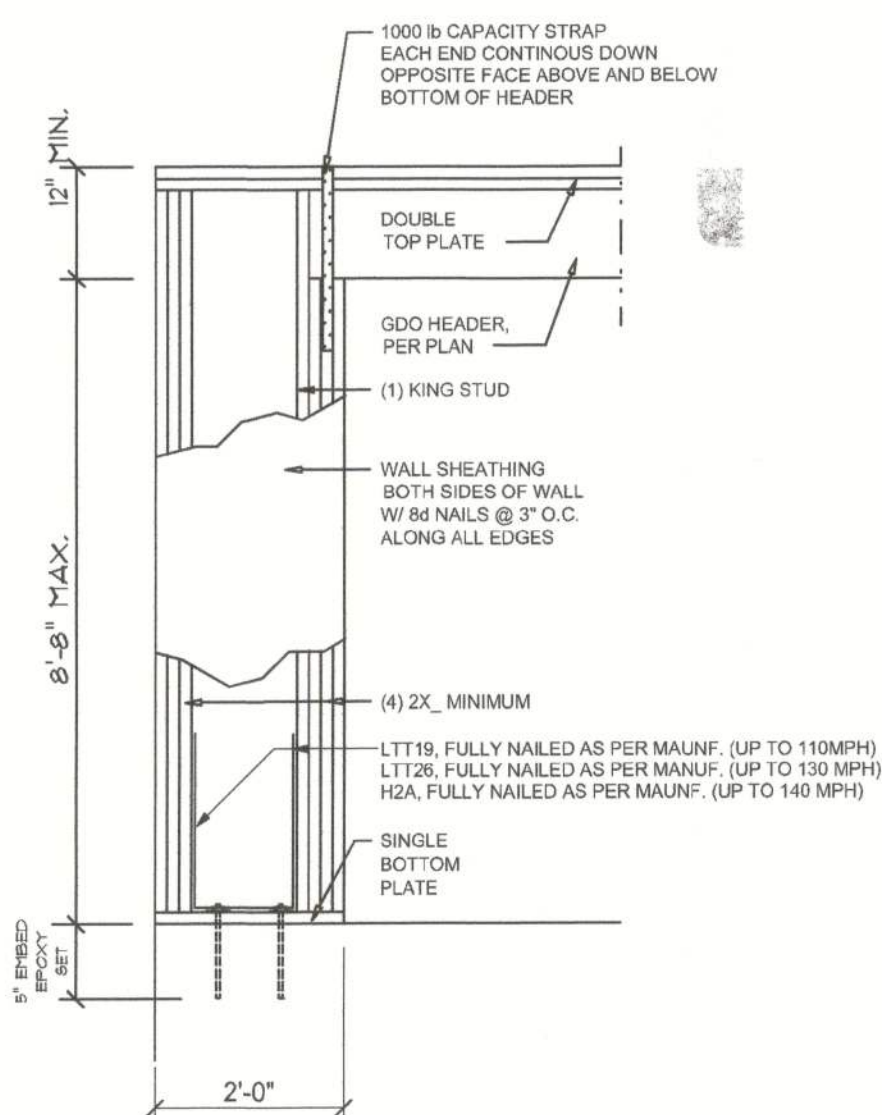 1000 lb CAPACITY STRAP
EACH END CONTINOUS DOWN
OPPOSITE FACE ABOVE AND BELOW
BOTTOM OF HEADER
12" MIN.
DOUBLE
TOP PLATE
GDO HEADER,
PER PLAN
(1) KING STUD
WALL SHEATHING
BOTH SIDES OF WALL
W/ 8d NAILS @ 3" O.C.
ALONG ALL EDGES
8'-8" MAX.
(4) 2X_ MINIMUM
LTT19, FULLY NAILED AS PER MAUNF. (UP TO 110MPH)
LTT26, FULLY NAILED AS PER MANUF. (UP TO 130 MPH)
H2A, FULLY NAILED AS PER MAUNF. (UP TO 140 MPH)
SINGLE
BOTTOM
PLATE
5" EMBED
EPOXY
SET
2'-0"